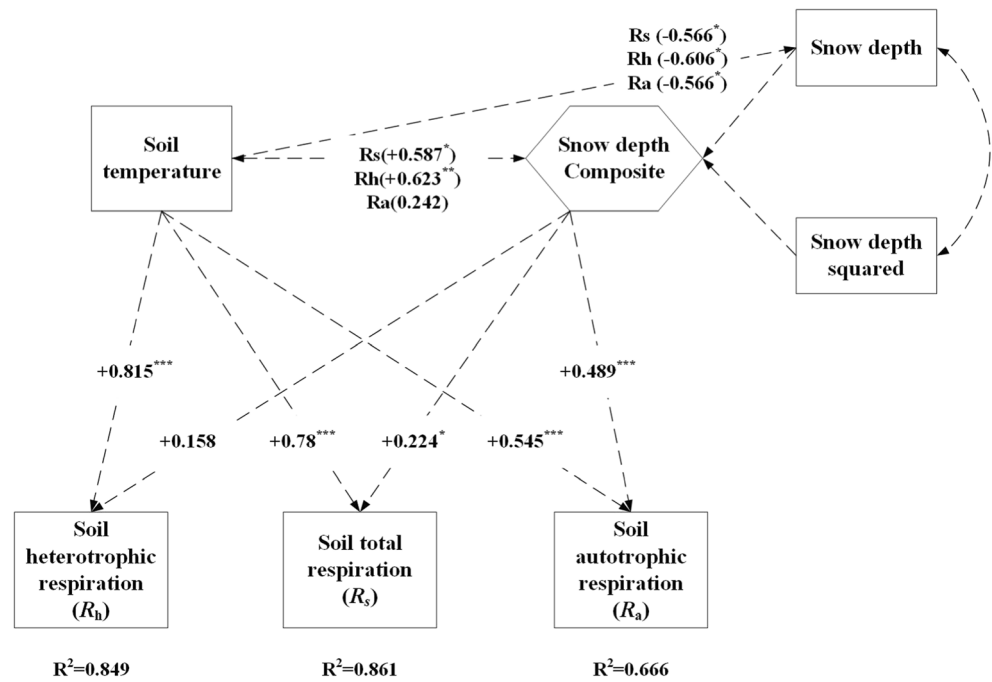 Rs (-0.566*)
Rh (-0.606*)
Ra (-0.566*)
Snow depth
Soil
temperature
Rs(+0.587*)
Rh(+0.623**)
Ra(0.242)
Snow depth
Composite
Snow depth
squared
+0.815***
+0.489***
+0.158
+0.78***
+0.224*
+0.545***
Soil
heterotrophic
respiration
(Rh)
Soil total
respiration
(Rs)
Soil
autotrophic
respiration
(Ra)
R²=0.849
R²=0.861
R²=0.666